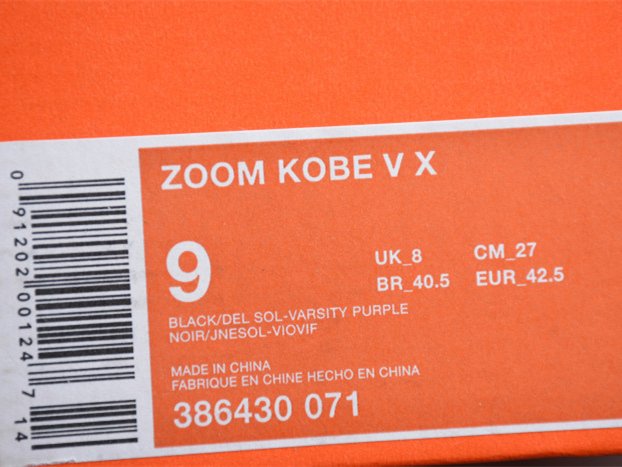 ZOOM KOBE V X
9
UK_8 CM_27
BR_40.5 EUR_42.5
BLACK/DEL SOL-VARSITY PURPLE
NOIR/JNESOL-VIOVIF
MADE IN CHINA
FABRIQUE EN CHINE HECHO EN CHINA
386430 071
0 91202 00124 7 14